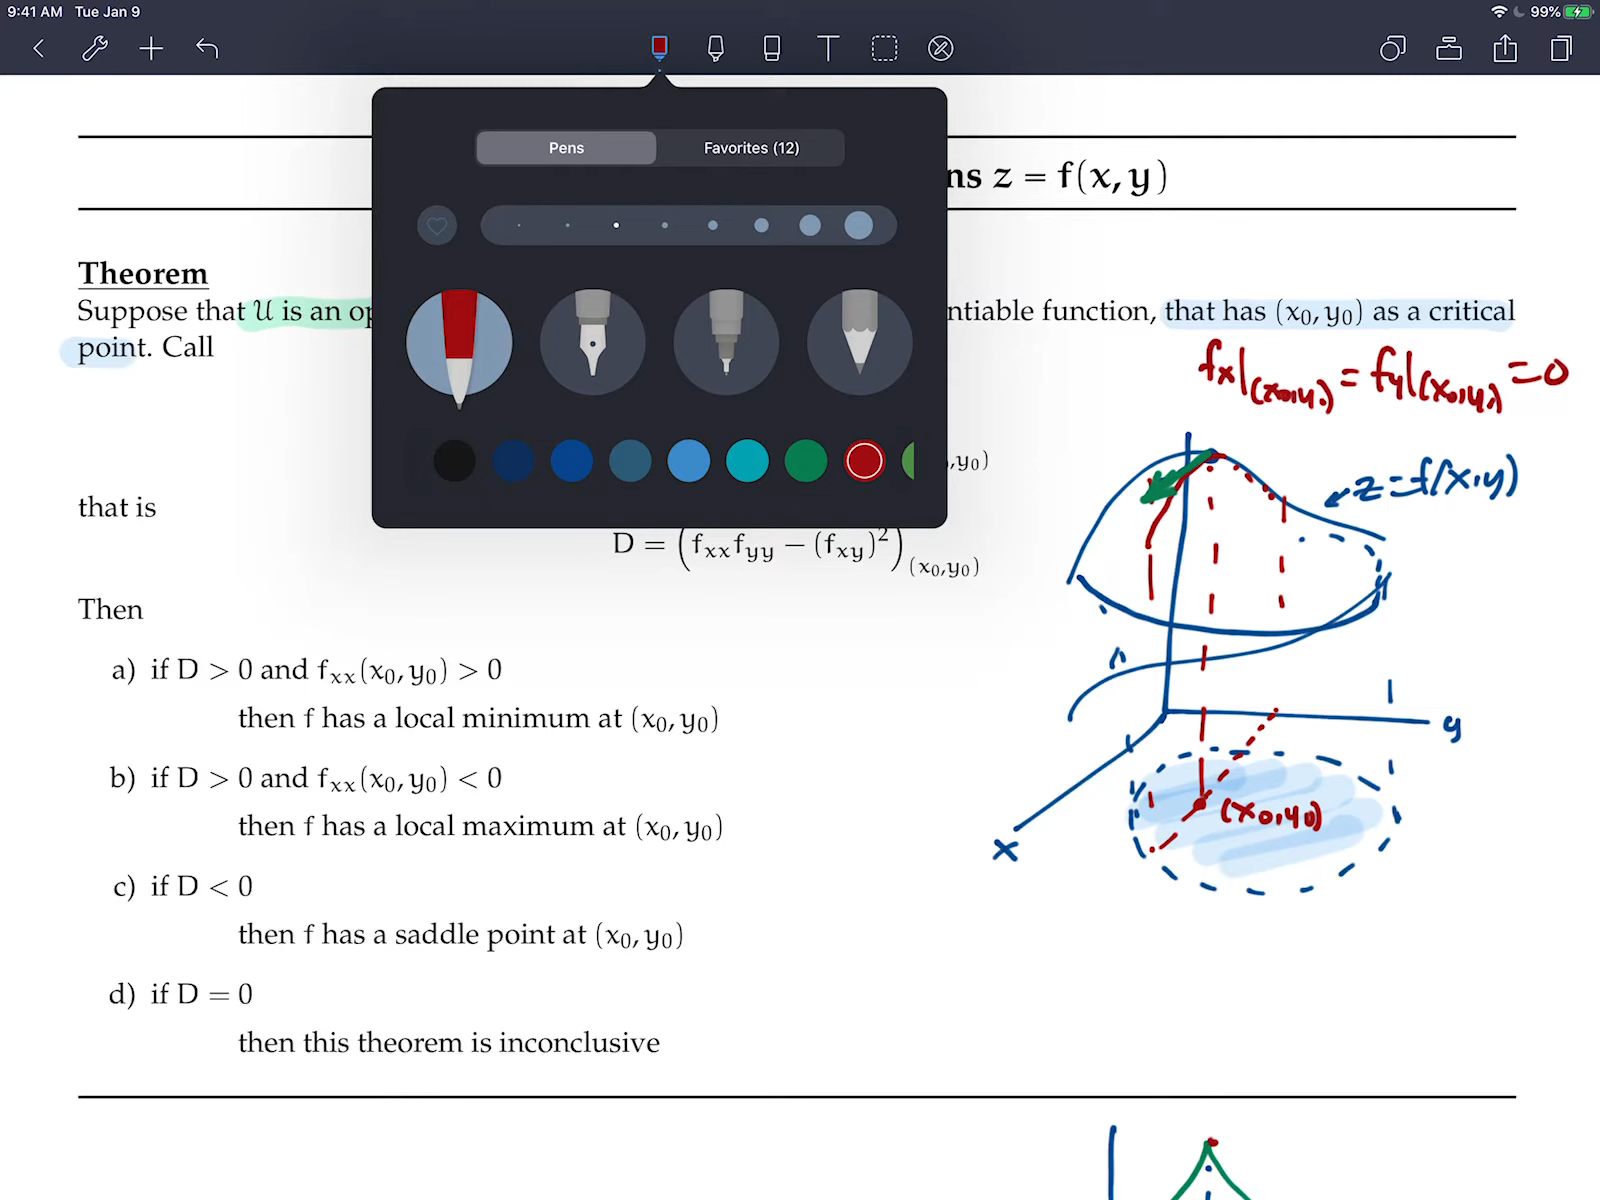 9:41 AM Tue Jan 9 99%
Pens Favorites (12)
ns z = f(x, y)
Theorem
Suppose that U is an op ntiable function, that has (x₀, y₀) as a critical
point. Call
fx|(x₀,y₀) = fy|(x₀,y₀) = 0
,y₀)
z = f(x,y)
that is
D = (fₓₓf_yy − (f_xy)²)(x₀,y₀)
Then
a) if D > 0 and fₓₓ(x₀, y₀) > 0
then f has a local minimum at (x₀, y₀)
y
b) if D > 0 and fₓₓ(x₀, y₀) < 0
then f has a local maximum at (x₀, y₀)
(x₀,y₀)
x
c) if D < 0
then f has a saddle point at (x₀, y₀)
d) if D = 0
then this theorem is inconclusive